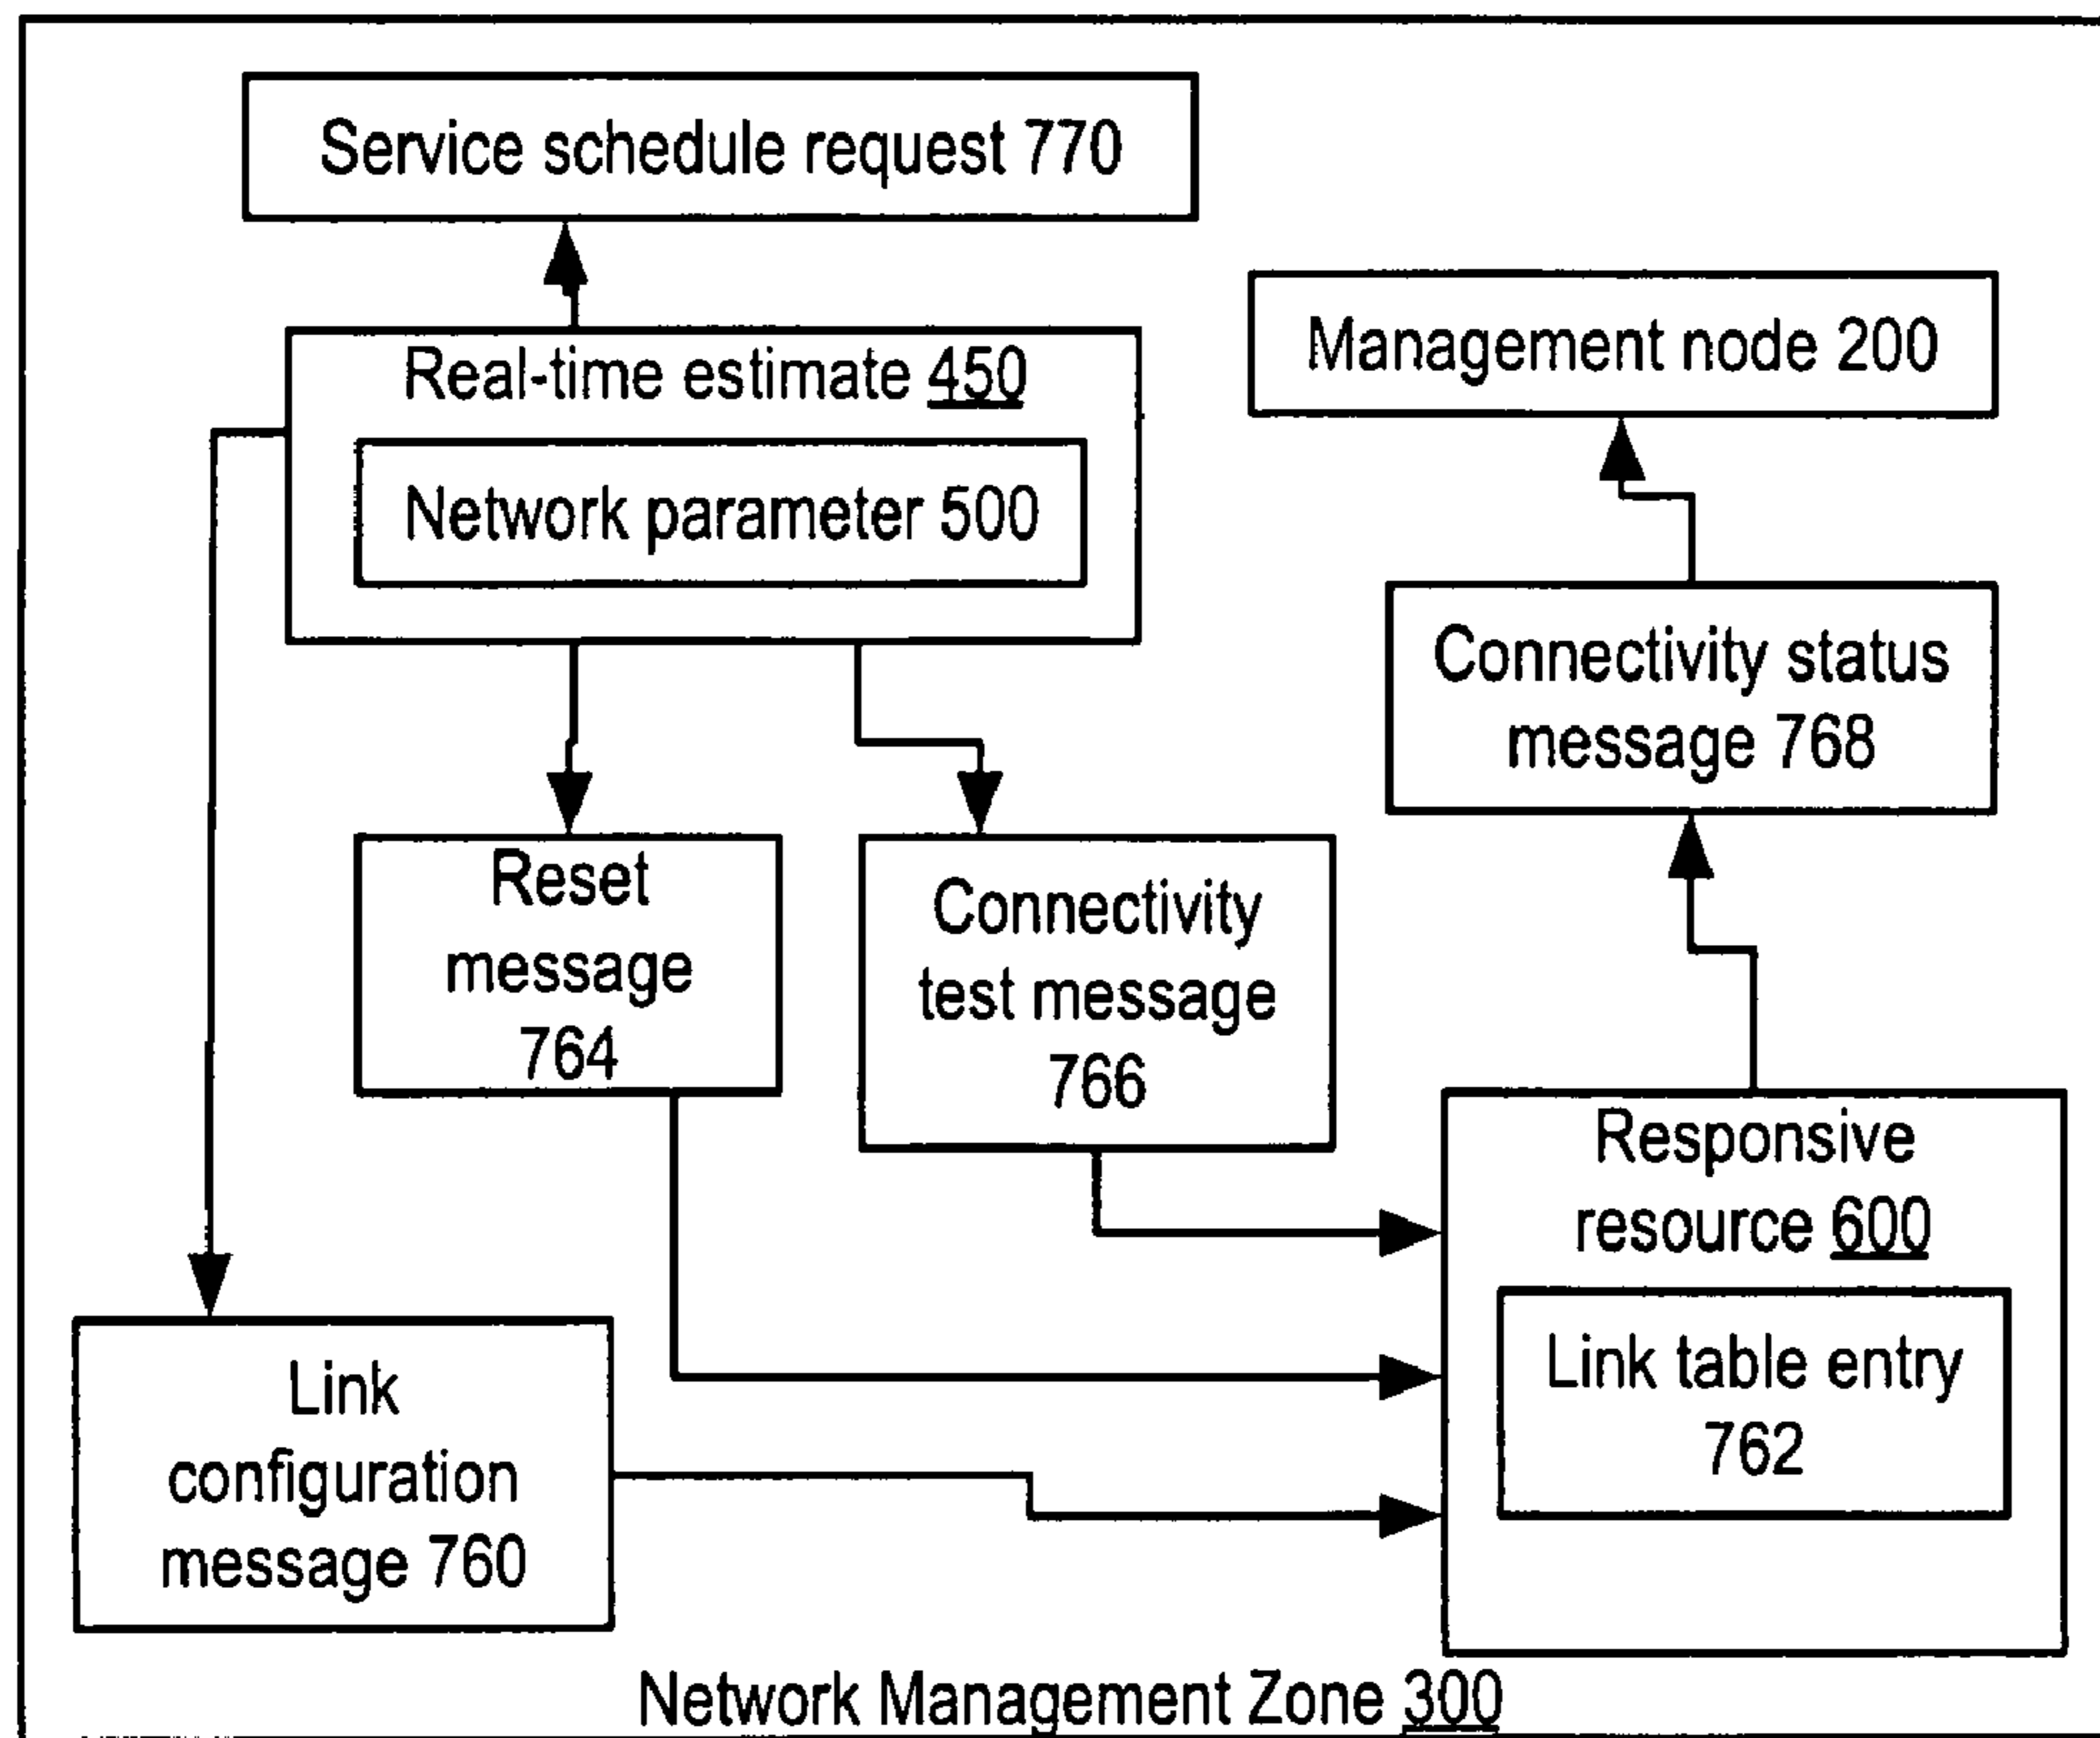 Service schedule request 770
Management node 200
Real-time estimate 450
Network parameter 500
Connectivity status
message 768
Reset
message
764
Connectivity
test message
766
Responsive
resource 600
Link table entry
762
Link
configuration
message 760
Network Management Zone 300